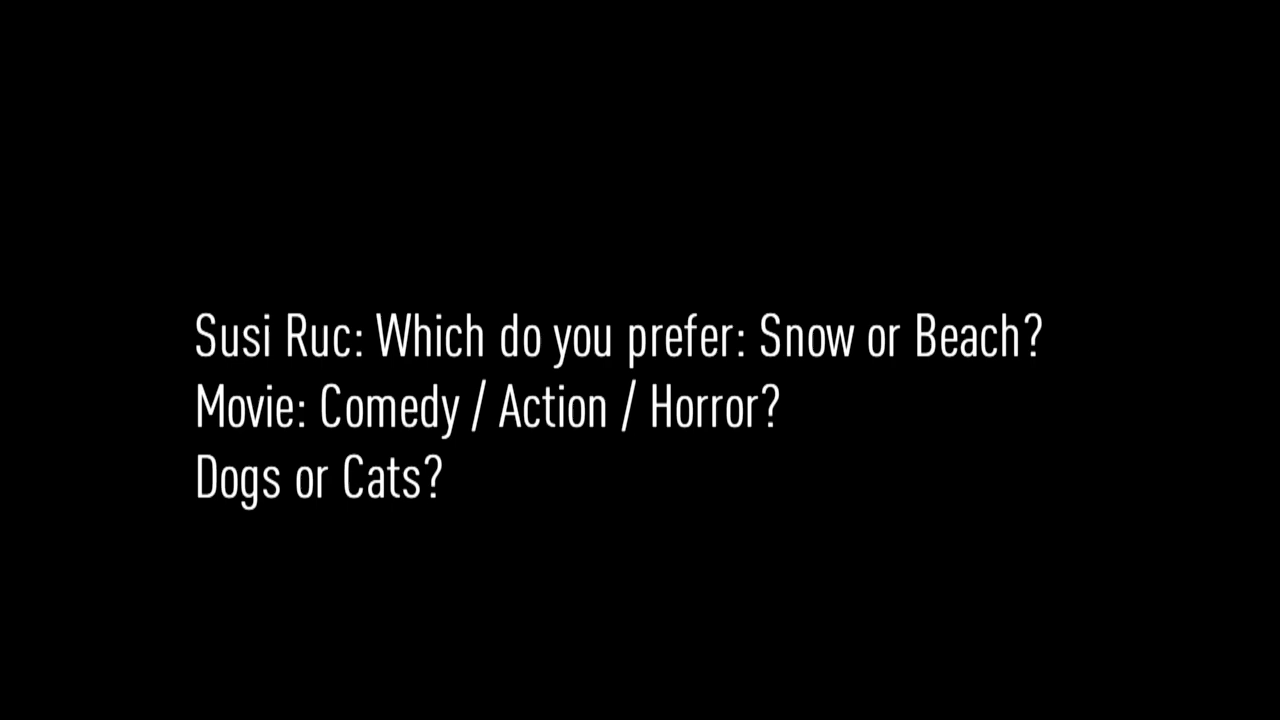 Susi Ruc: Which do you prefer: Snow or Beach?
Movie: Comedy / Action / Horror?
Dogs or Cats?